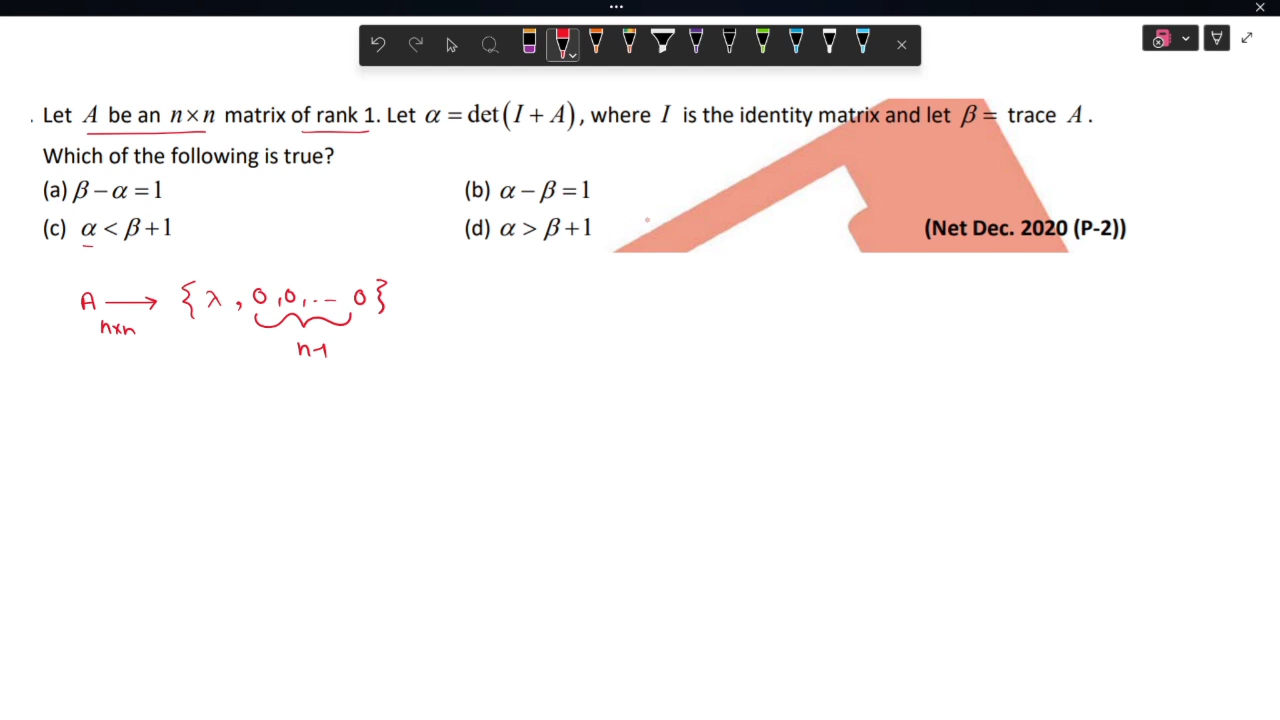 . Let A be an n×n matrix of rank 1. Let α = det(I + A), where I is the identity matrix and let β = trace A.
Which of the following is true?
(a) β − α = 1 (b) α − β = 1
(c) α < β + 1 (d) α > β + 1 (Net Dec. 2020 (P-2))
A → {λ, 0, 0, ... 0}
n×n
n-1